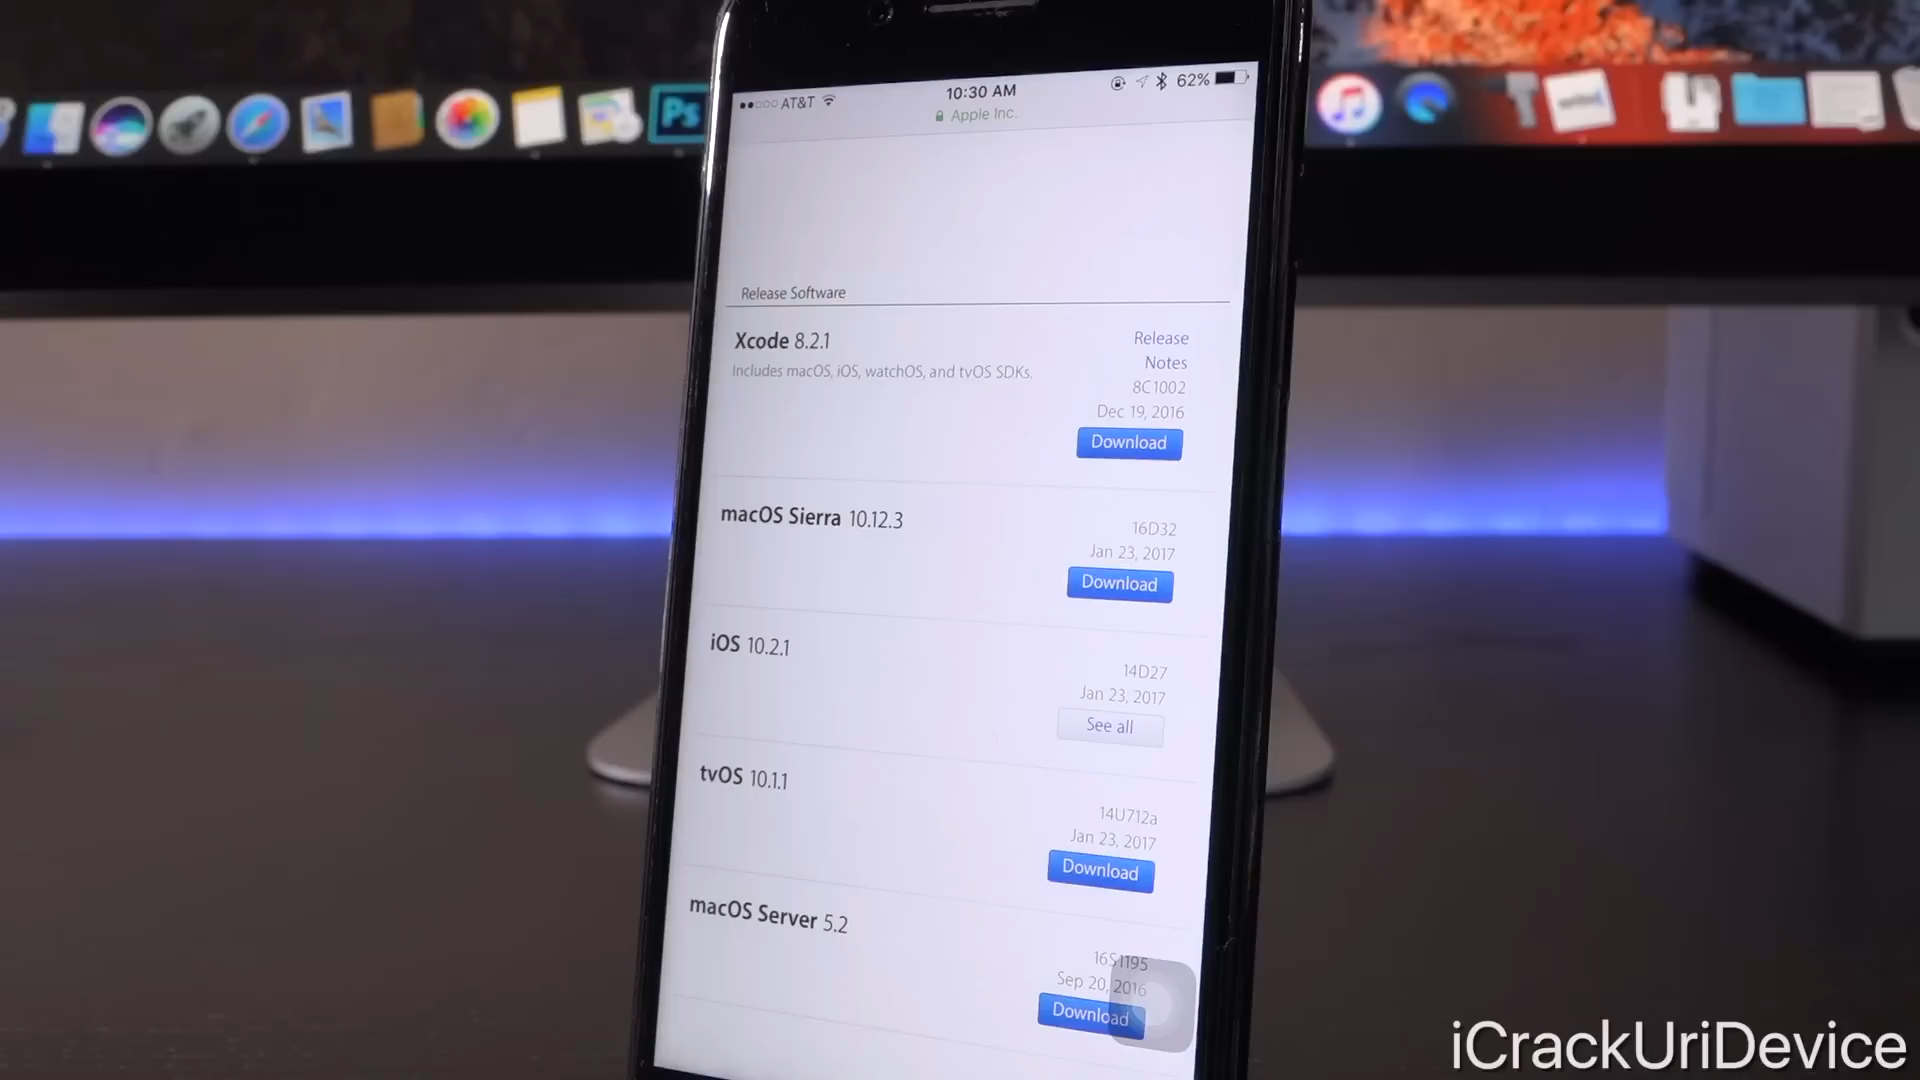 AT&T 10:30 AM 62%
Apple Inc.
Ps
Release Software
Xcode 8.2.1
Includes macOS, iOS, watchOS, and tvOS SDKs.
Release
Notes
8C1002
Dec 19, 2016
Download
macOS Sierra 10.12.3
16D32
Jan 23, 2017
Download
iOS 10.2.1
14D27
Jan 23, 2017
See all
tvOS 10.1.1
14U712a
Jan 23, 2017
Download
macOS Server 5.2
16S1195
Sep 20, 2016
Download
iCrackUriDevice